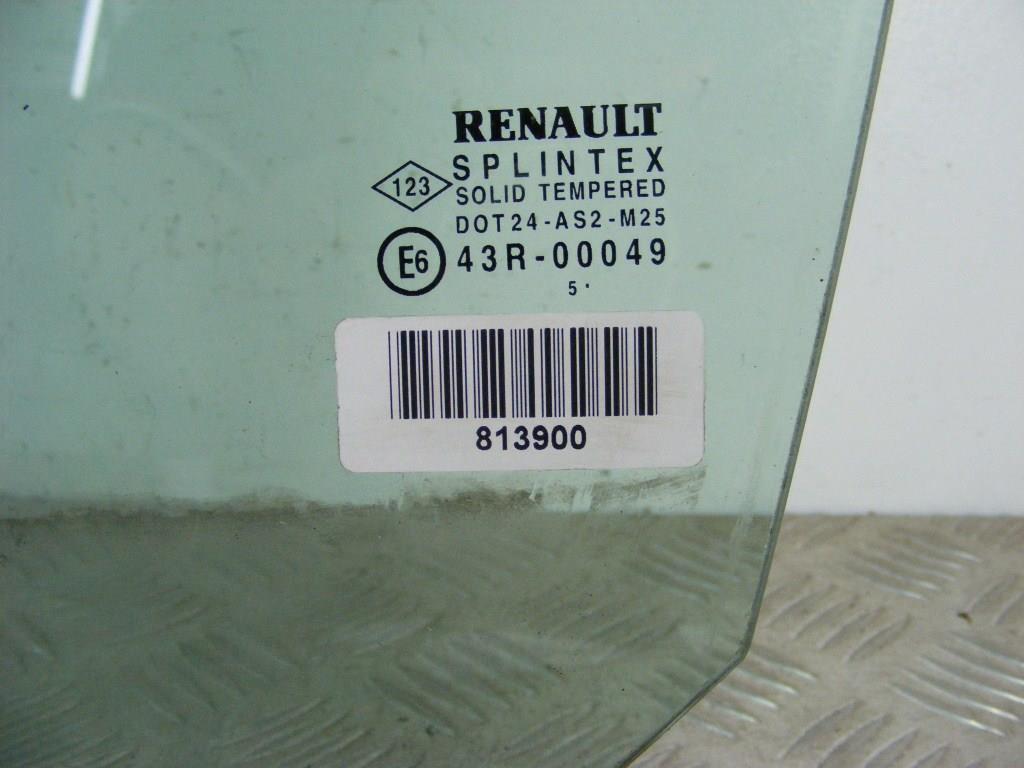 RENAULT
SPLINTEX
123
SOLID TEMPERED
DOT24-AS2-M25
E6 43R-00049
5 '
813900